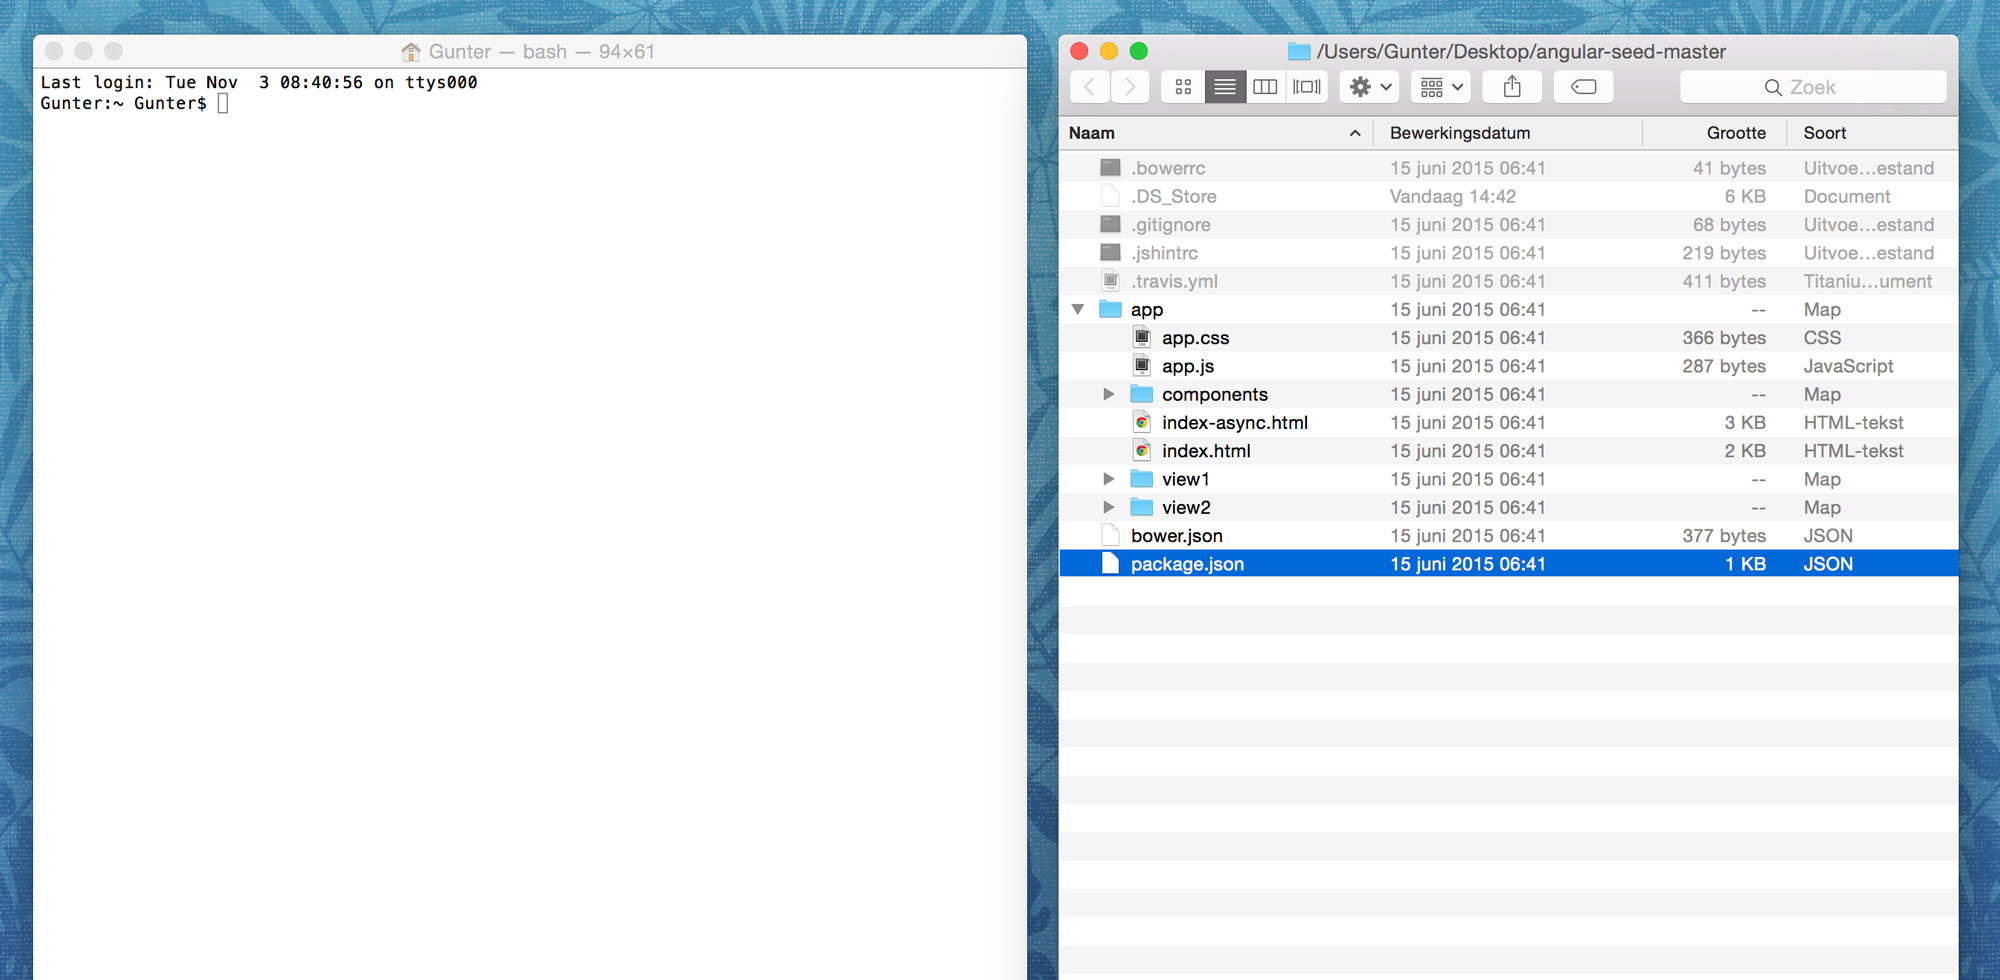 Gunter — bash — 94×61
Last login: Tue Nov  3 08:40:56 on ttys000
Gunter:~ Gunter$
/Users/Gunter/Desktop/angular-seed-master
Zoek
Naam Bewerkingsdatum Grootte Soort
.bowerrc 15 juni 2015 06:41 41 bytes Uitvoe…estand
.DS_Store Vandaag 14:42 6 KB Document
.gitignore 15 juni 2015 06:41 68 bytes Uitvoe…estand
.jshintrc 15 juni 2015 06:41 219 bytes Uitvoe…estand
.travis.yml 15 juni 2015 06:41 411 bytes Titaniu…ument
app 15 juni 2015 06:41 -- Map
app.css 15 juni 2015 06:41 366 bytes CSS
app.js 15 juni 2015 06:41 287 bytes JavaScript
components 15 juni 2015 06:41 -- Map
index-async.html 15 juni 2015 06:41 3 KB HTML-tekst
index.html 15 juni 2015 06:41 2 KB HTML-tekst
view1 15 juni 2015 06:41 -- Map
view2 15 juni 2015 06:41 -- Map
bower.json 15 juni 2015 06:41 377 bytes JSON
package.json 15 juni 2015 06:41 1 KB JSON